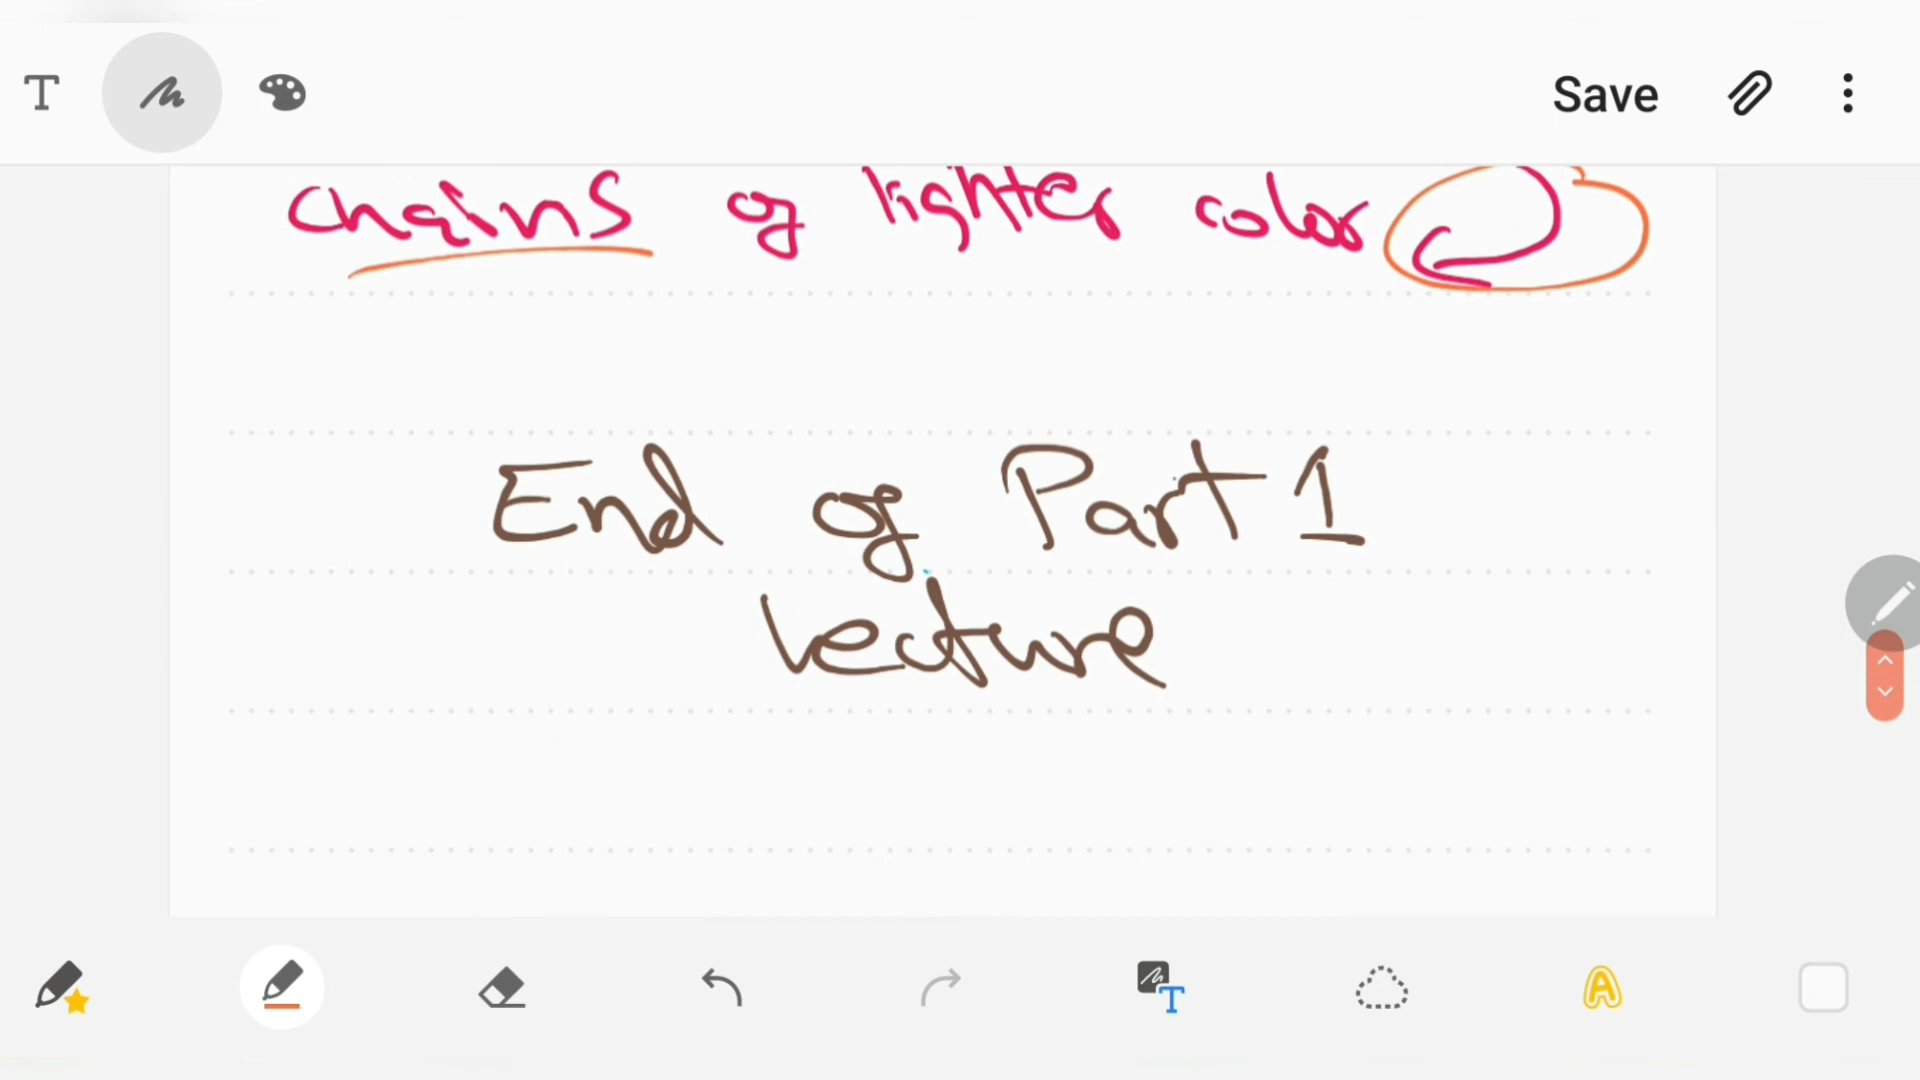 Save
chains of lighter color
End of Part 1
Lecture